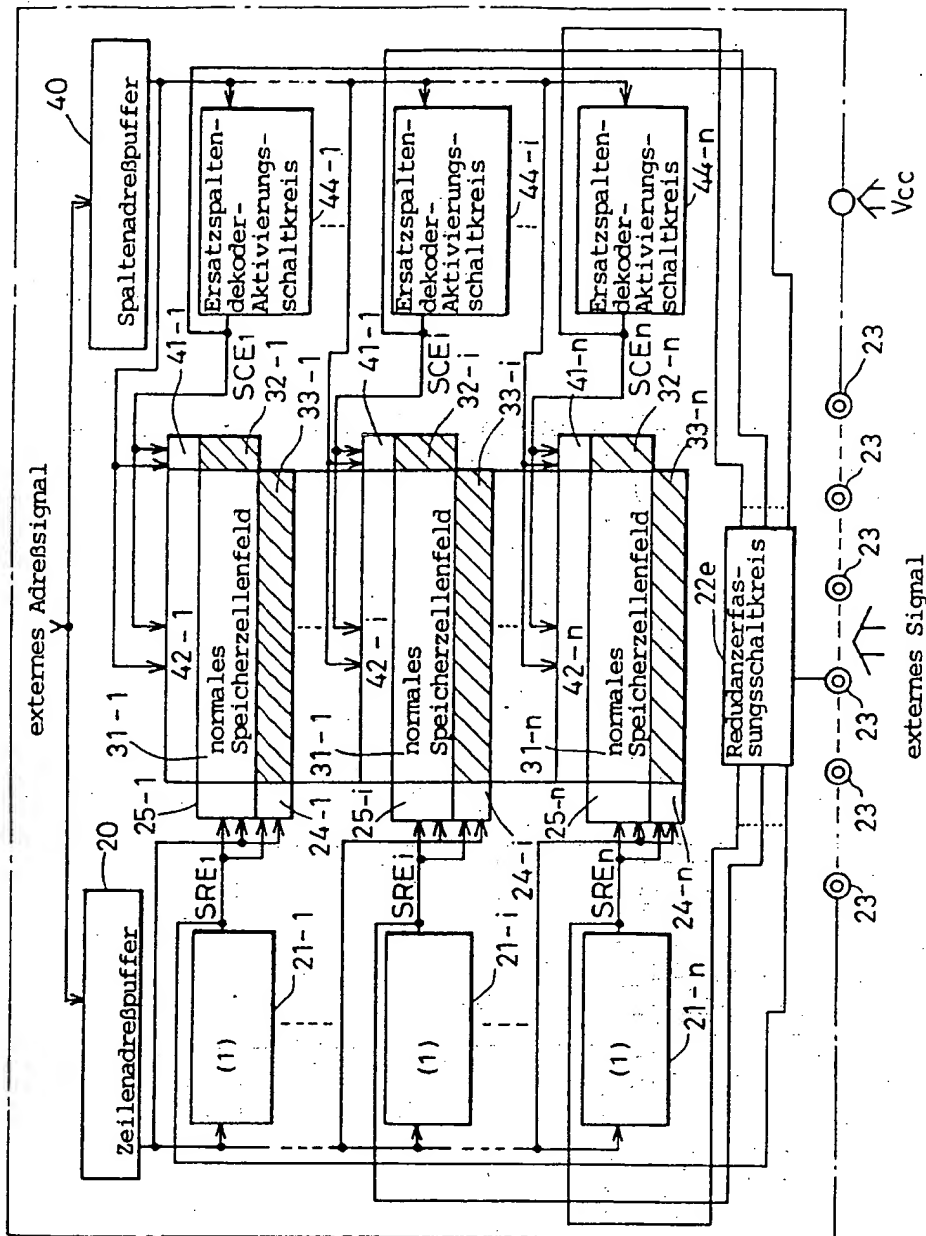 externes Adreßsignal
20
Zeilenadreßpuffer
40
Spaltenadreßpuffer
31-1
25-1
42-1
41-1
normales
Speicherzellenfeld
SCE1
32-1
33-1
24-1
SRE1
(1)
21-1
Ersatzspalten-
dekoder-
Aktivierungs-
schaltkreis
44-1
31-1
25-i
42-i
41-1
normales
Speicherzellenfeld
SCEi
32-i
33-i
24-i
SREi
(1)
21-i
Ersatzspalten-
dekoder-
Aktivierungs-
schaltkreis
44-i
31-n
25-n
42-n
41-n
normales
Speicherzellenfeld
SCEn
32-n
33-n
24-n
SREn
(1)
21-n
Ersatzspalten-
dekoder-
Aktivierungs-
schaltkreis
44-n
Redudanzerfas-
sungsschaltkreis
22e
23
23
23
23
23
23
externes Signal
Vcc